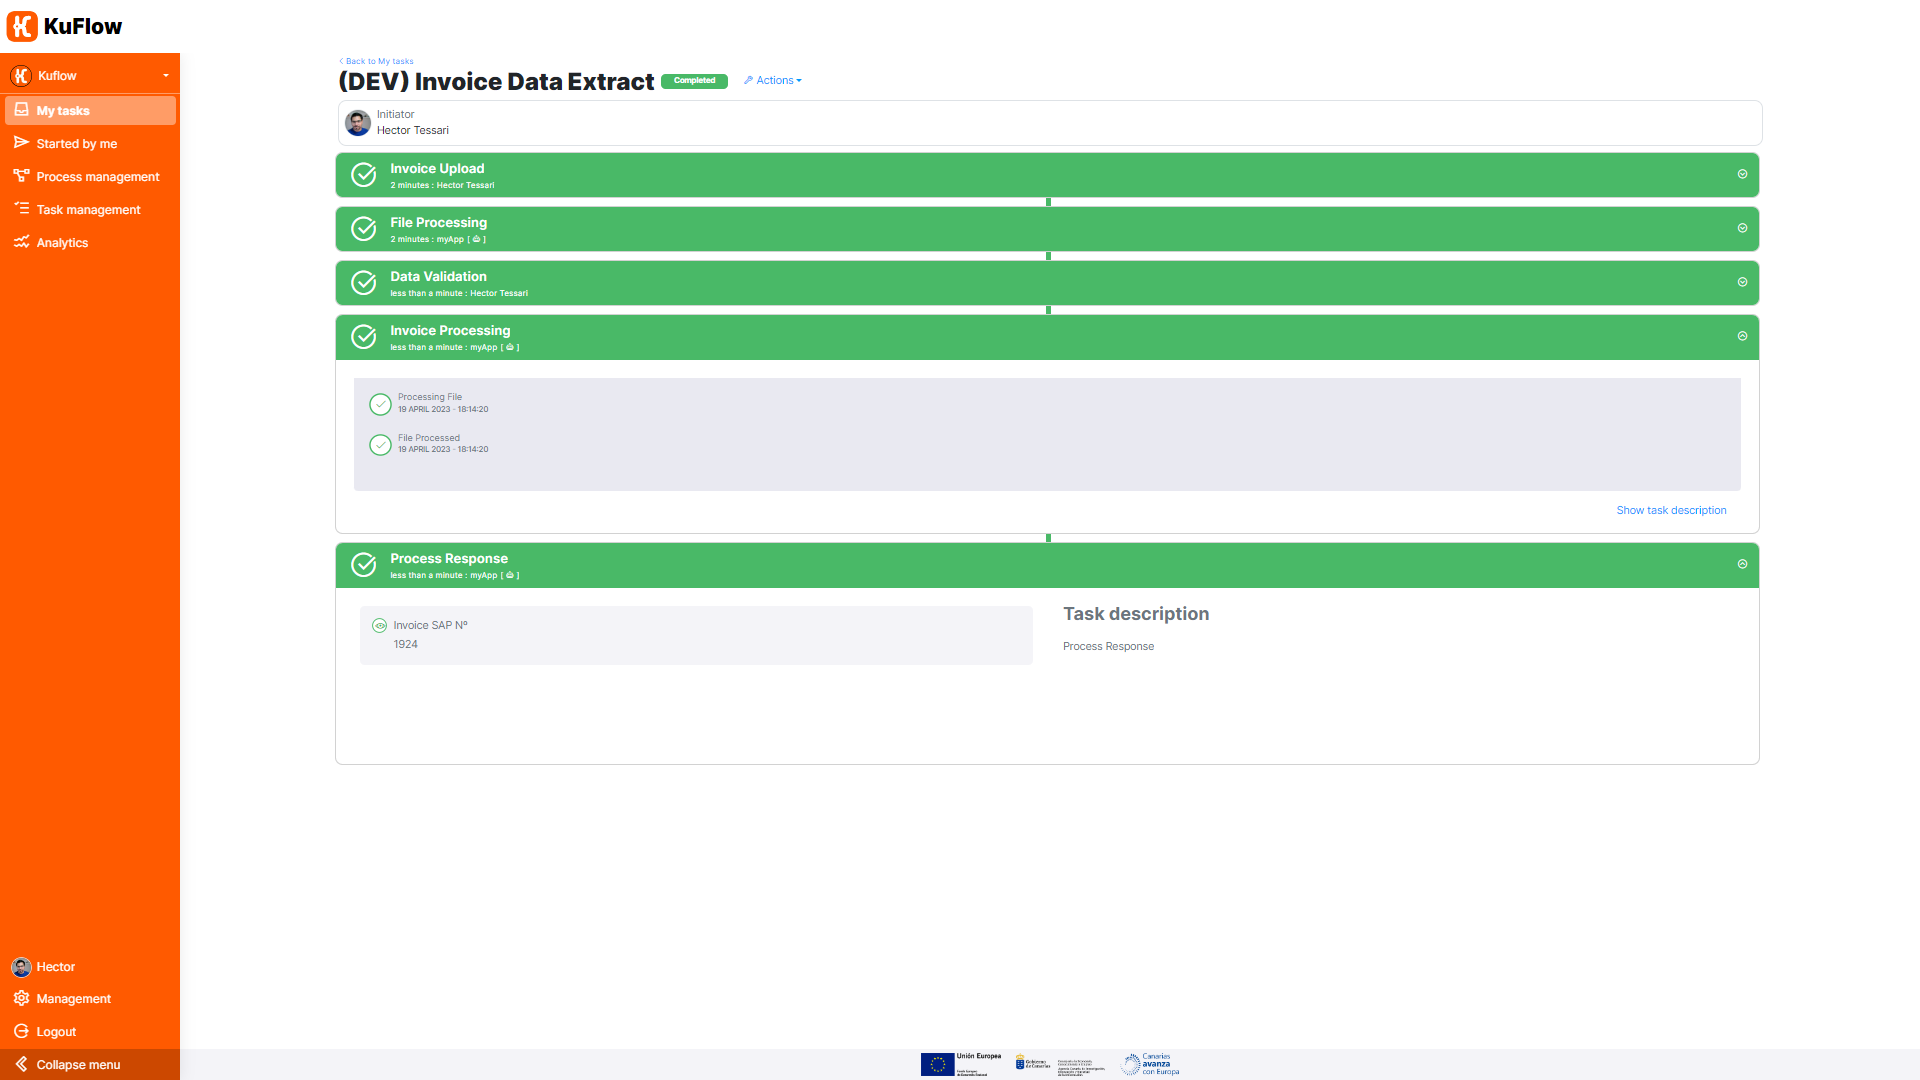 KuFlow
Kuflow
My tasks
Started by me
Process management
Task management
Analytics
Hector
Management
Logout
Collapse menu
Back to My tasks
(DEV) Invoice Data Extract Completed Actions
Initiator
Hector Tessari
Invoice Upload
2 minutes : Hector Tessari
File Processing
2 minutes : myApp [ ]
Data Validation
less than a minute : Hector Tessari
Invoice Processing
less than a minute : myApp [ ]
Processing File
19 APRIL 2023 - 18:14:20
File Processed
19 APRIL 2023 - 18:14:20
Show task description
Process Response
less than a minute : myApp [ ]
Invoice SAP Nº
1924
Task description
Process Response
Unión Europea
Gobierno
de Canarias
Canarias
avanza
con Europa